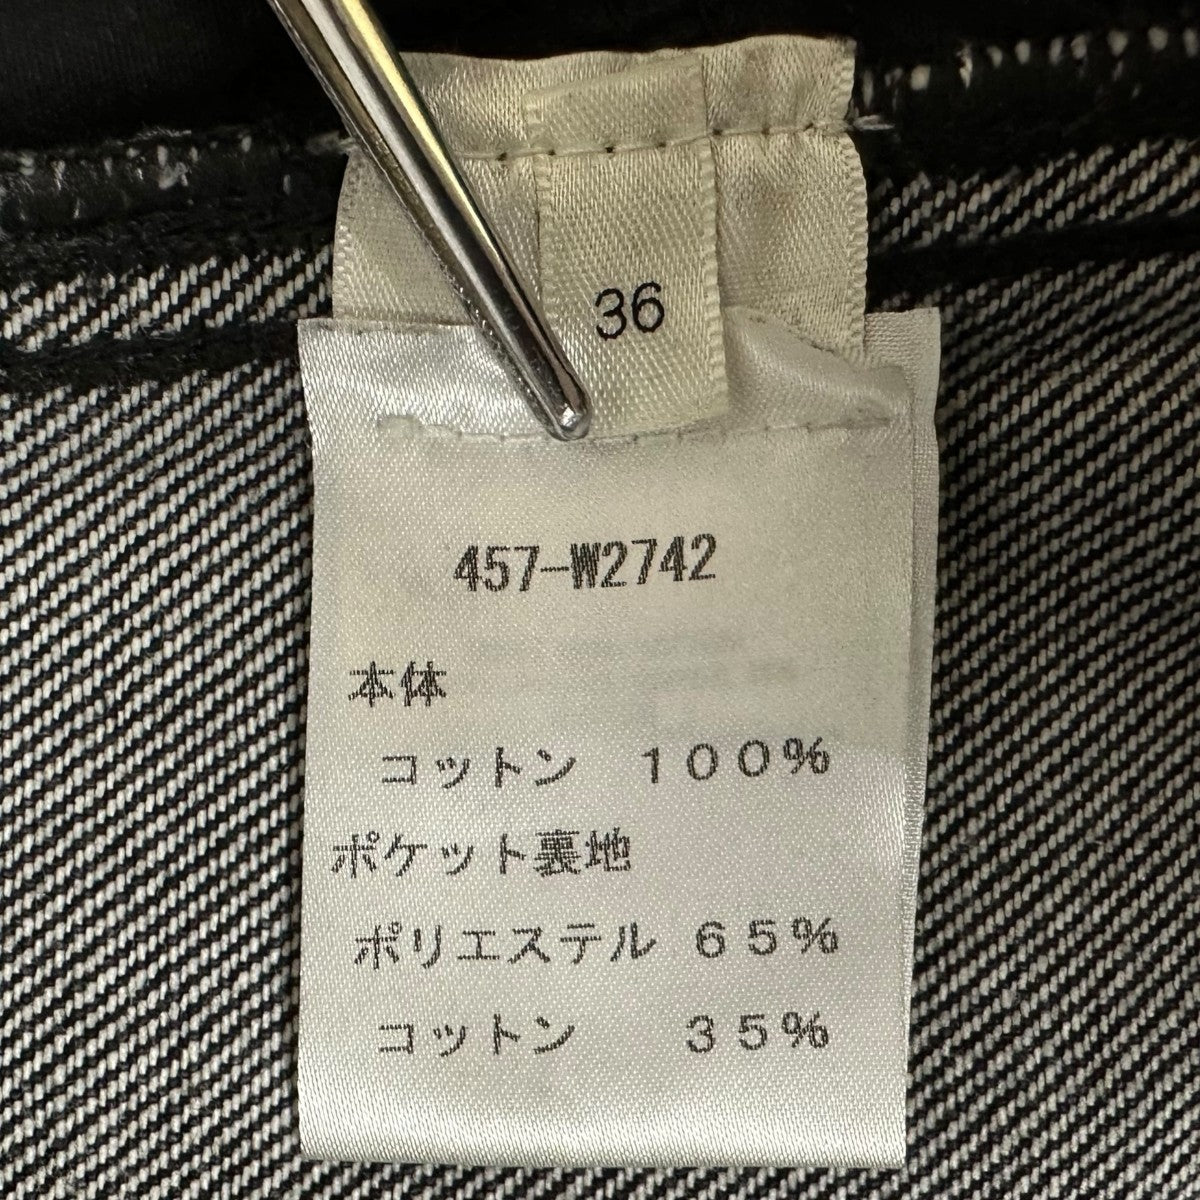 36
457-W2742
本体
コットン　１００％
ポケット裏地
ポリエステル ６５％
コットン　　３５％